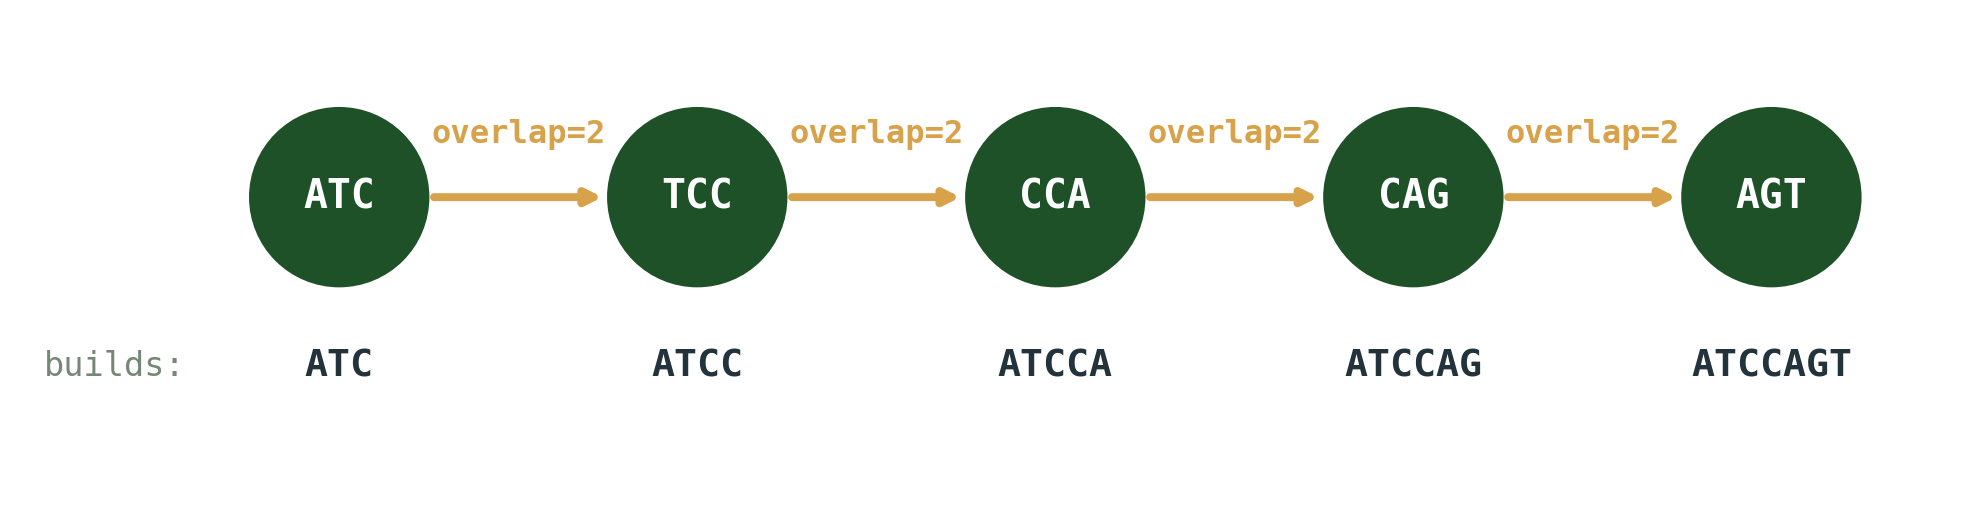 overlap=2 overlap=2 overlap=2 overlap=2
ATC TCC CCA CAG AGT
builds: ATC ATCC ATCCA ATCCAG ATCCAGT